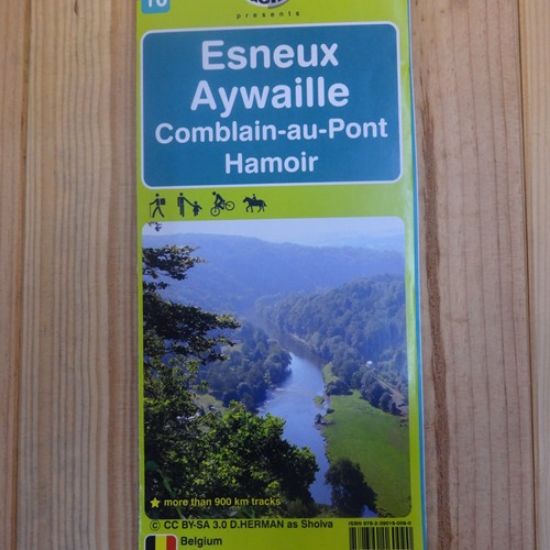 presents
Esneux
Aywaille
Comblain-au-Pont
Hamoir
more than 900 km tracks
© CC BY-SA 3.0 D.HERMAN as Sholva
Belgium